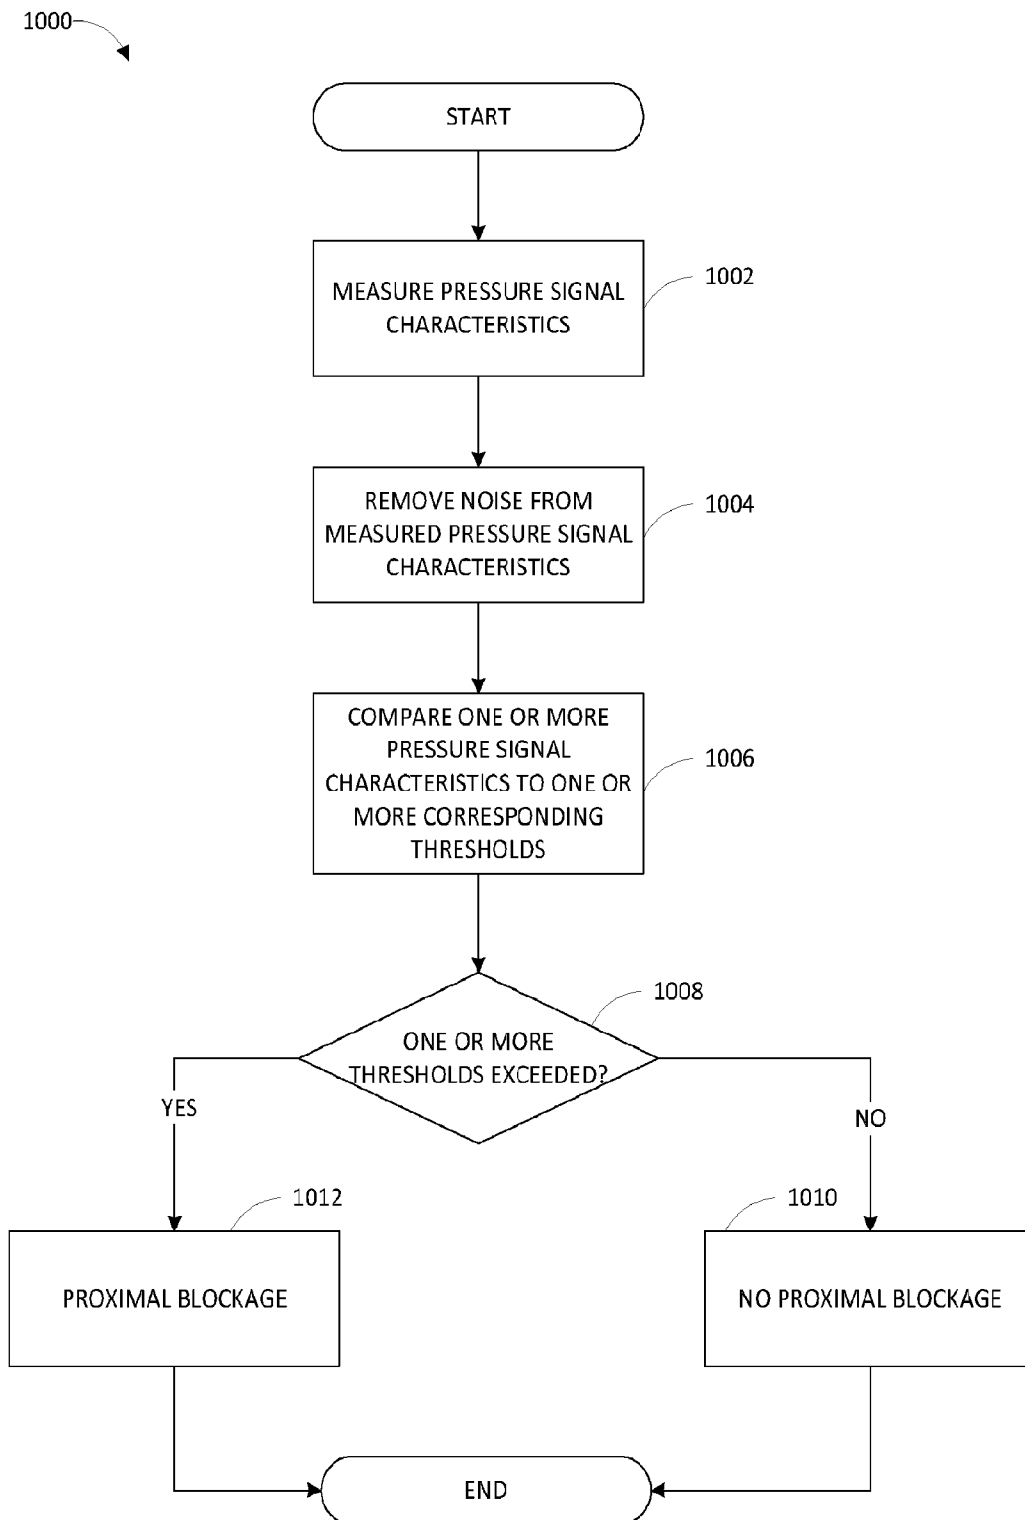 1000
START
MEASURE PRESSURE SIGNAL
CHARACTERISTICS
1002
REMOVE NOISE FROM
MEASURED PRESSURE SIGNAL
CHARACTERISTICS
1004
COMPARE ONE OR MORE
PRESSURE SIGNAL
CHARACTERISTICS TO ONE OR
MORE CORRESPONDING
THRESHOLDS
1006
ONE OR MORE
THRESHOLDS EXCEEDED?
1008
YES
NO
1012
PROXIMAL BLOCKAGE
1010
NO PROXIMAL BLOCKAGE
END